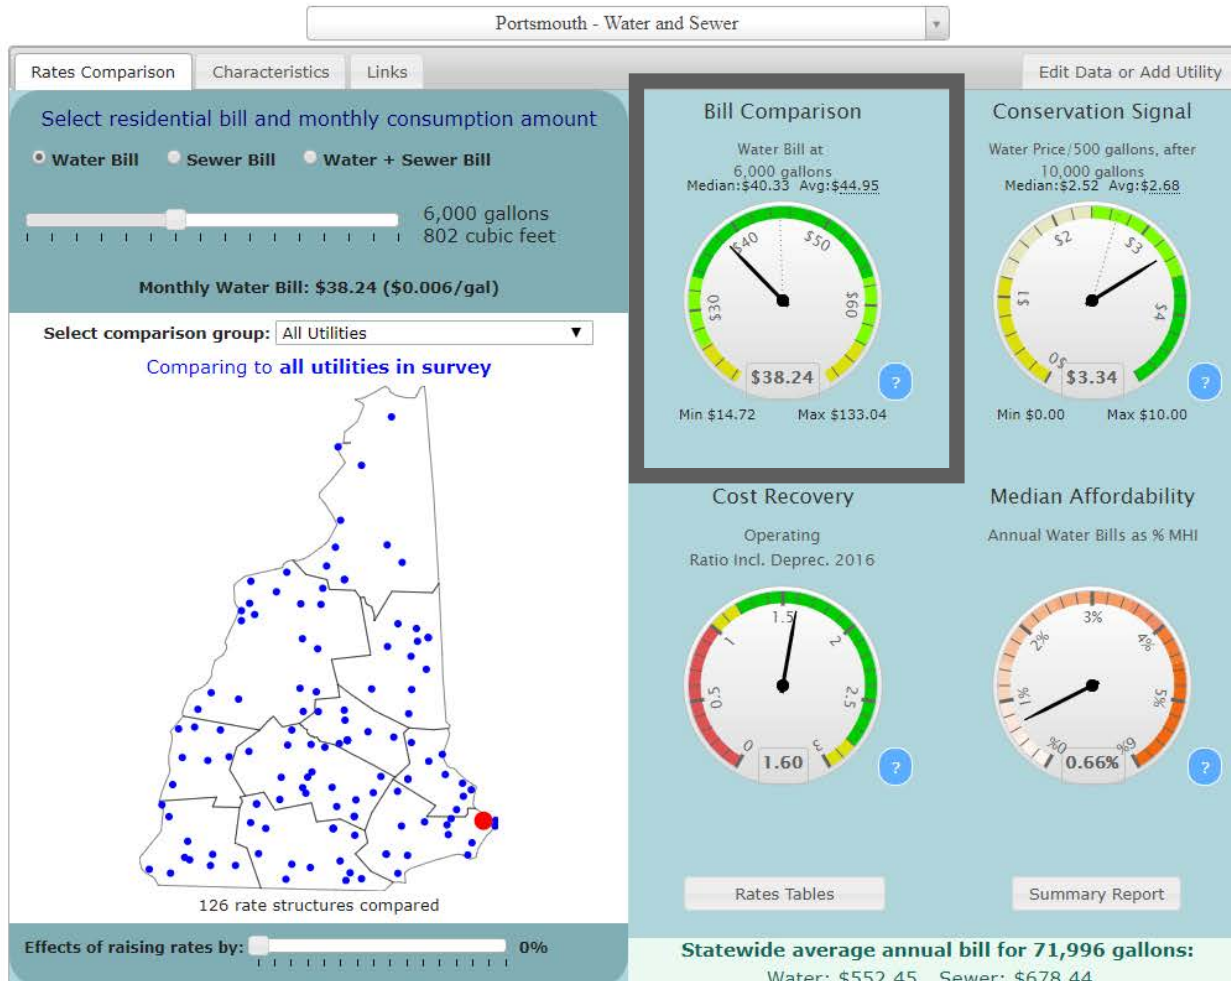 Portsmouth - Water and Sewer
Rates Comparison
Characteristics
Links
Edit Data or Add Utility
Select residential bill and monthly consumption amount
Water Bill
Sewer Bill
Water + Sewer Bill
6,000 gallons
802 cubic feet
Monthly Water Bill: $38.24 ($0.006/gal)
Select comparison group:
All Utilities
Comparing to all utilities in survey
126 rate structures compared
Effects of raising rates by:
0%
Bill Comparison
Water Bill at
6,000 gallons
Median:$40.33 Avg:$44.95
$30
$40
$50
$60
$38.24
?
Min $14.72
Max $133.04
Conservation Signal
Water Price/500 gallons, after
10,000 gallons
Median:$2.52 Avg:$2.68
$0
$1
$2
$3
$4
$3.34
?
Min $0.00
Max $10.00
Cost Recovery
Operating
Ratio Incl. Deprec. 2016
0
0.5
1
1.5
2
2.5
3
1.60
?
Median Affordability
Annual Water Bills as % MHI
0%
1%
2%
3%
4%
5%
6%
0.66%
?
Rates Tables
Summary Report
Statewide average annual bill for 71,996 gallons:
Water: $552.45 Sewer: $678.44